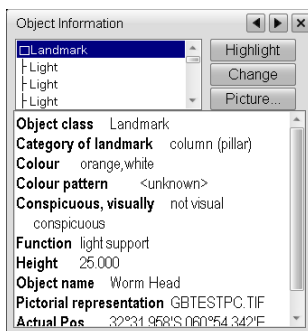 Object Information
Landmark
Light
Light
Light
Highlight
Change
Picture...
Object class Landmark
Category of landmark column (pillar)
Colour orange,white
Colour pattern <unknown>
Conspicuous, visually not visual
conspicuous
Function light support
Height 25.000
Object name Worm Head
Pictorial representation GBTESTPC.TIF
Actual Pos 32°31.958'S 060°54.342'E